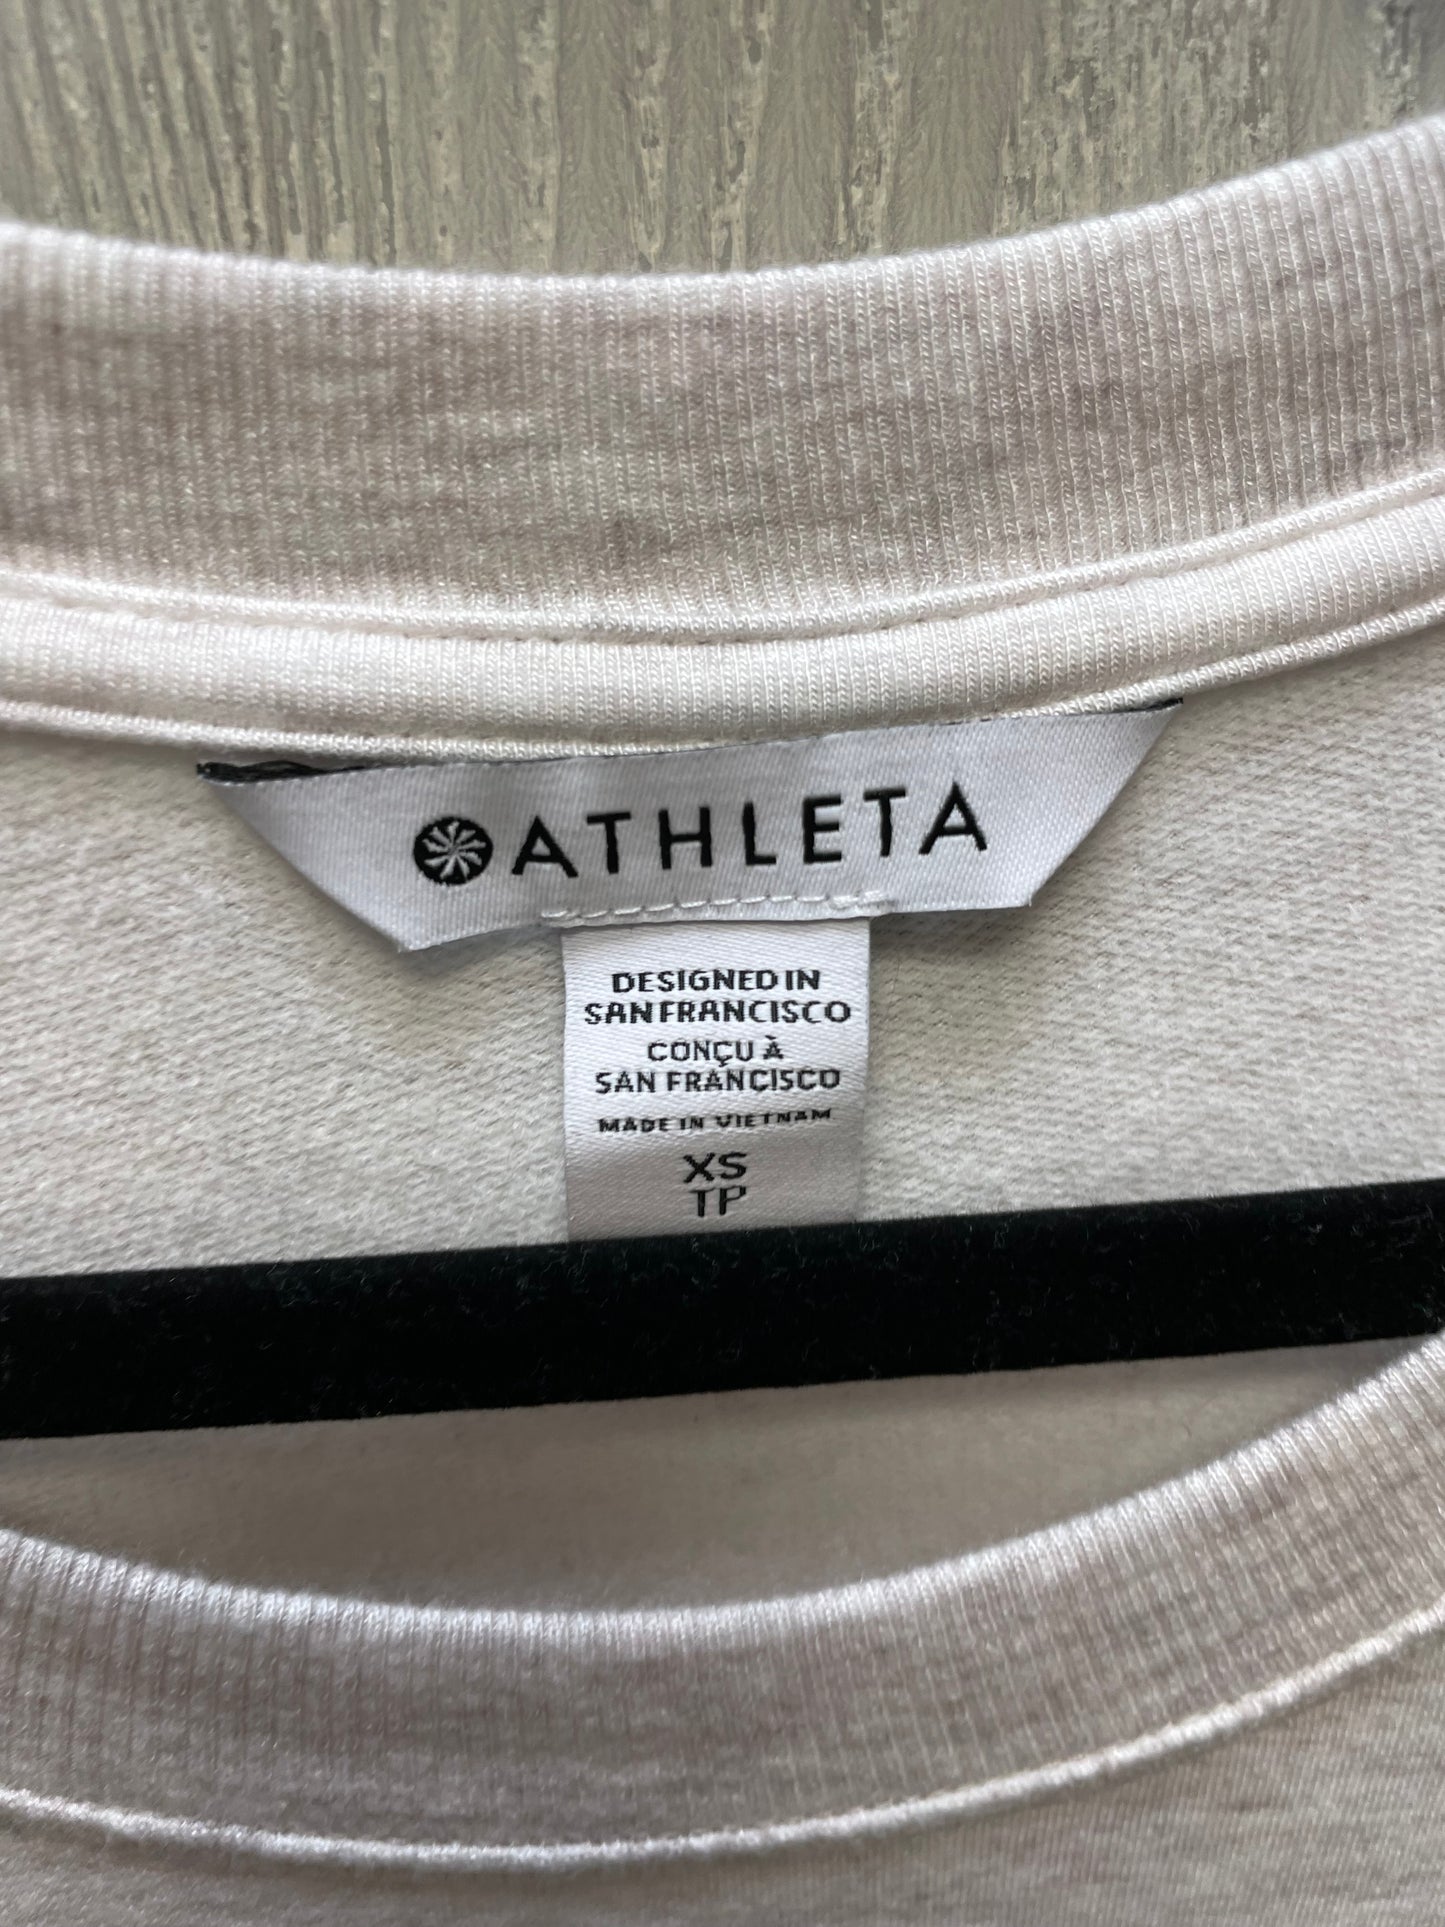 ATHLETA
DESIGNED IN
SAN FRANCISCO
CONÇU À
SAN FRANCISCO
MADE IN VIETNAM
XS
TP